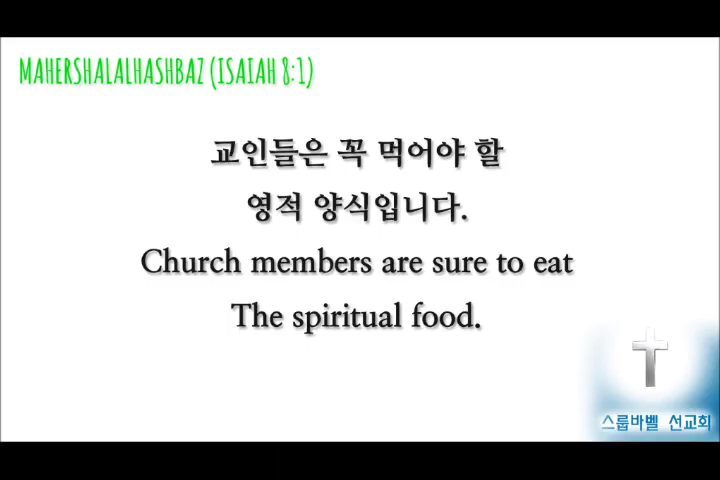 MAHERSHALALHASHBAZ (ISAIAH 8:1)
교인들은 꼭 먹어야 할
영적 양식입니다.
Church members are sure to eat
The spiritual food.
스룹바벨 선교회